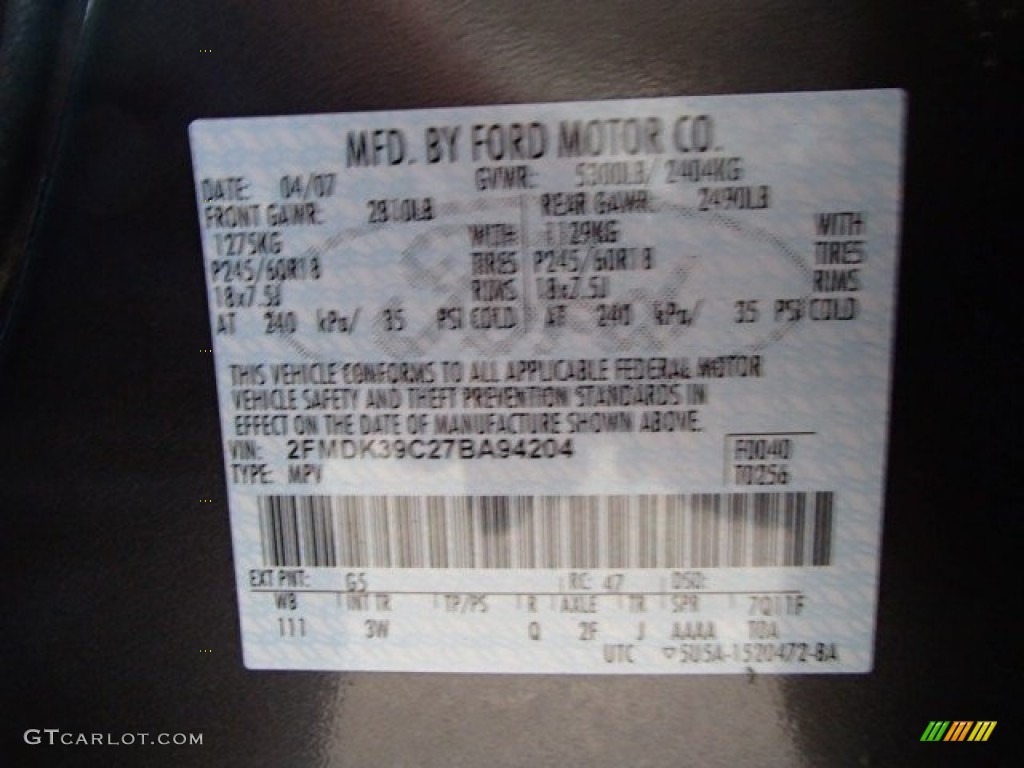 MFD. BY FORD MOTOR CO.
DATE: 04/07 GVWR: 5300LB/ 2404KG
FRONT GAWR: 2810LB REAR GAWR: 2490LB
1275KG WITH 1129KG WITH
P245/60R18 TIRES P245/60R18 TIRES
18x7.5J RIMS 18x7.5J RIMS
AT 240 kPa/ 35 PSI COLD AT 240 kPa/ 35 PSI COLD
THIS VEHICLE CONFORMS TO ALL APPLICABLE FEDERAL MOTOR
VEHICLE SAFETY AND THEFT PREVENTION STANDARDS IN
EFFECT ON THE DATE OF MANUFACTURE SHOWN ABOVE.
VIN: 2FMDK39C27BA94204 F0040
TYPE: MPV T0256
EXT PNT: G5 RC: 47 DSO:
WB INT TR TP/PS R AXLE TR SPR 7Q11F
111 3W Q 2F J AAAA TOA
UTC ▽5U5A-1520472-BA
GTCARLOT.COM